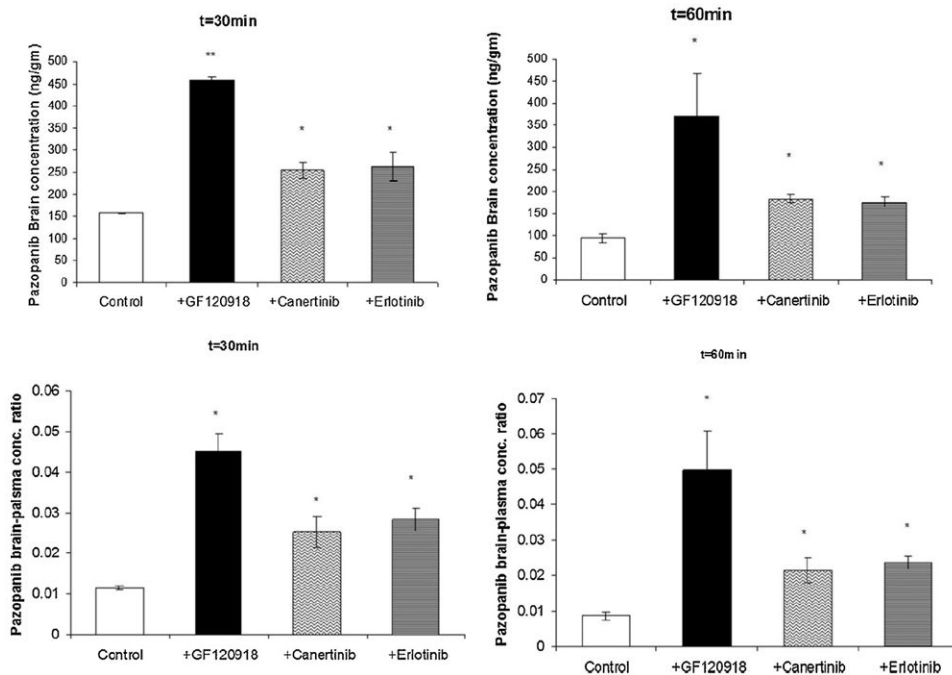 t=30min
**
*
*
Pazopanib Brain concentration (ng/gm)
500
450
400
350
300
250
200
150
100
50
0
Control
+GF120918
+Canertinib
+Erlotinib
t=60min
*
*
*
Pazopanib Brain concentration (ng/gm)
500
450
400
350
300
250
200
150
100
50
0
Control
+GF120918
+Canertinib
+Erlotinib
t=30min
*
*
*
Pazopanib brain-palsma conc. ratio
0.06
0.05
0.04
0.03
0.02
0.01
0
Control
+GF120918
+Canertinib
+Erlotinib
t=60min
*
*
*
Pazopanib brain-plasma conc. ratio
0.07
0.06
0.05
0.04
0.03
0.02
0.01
0
Control
+GF120918
+Canertinib
+Erlotinib